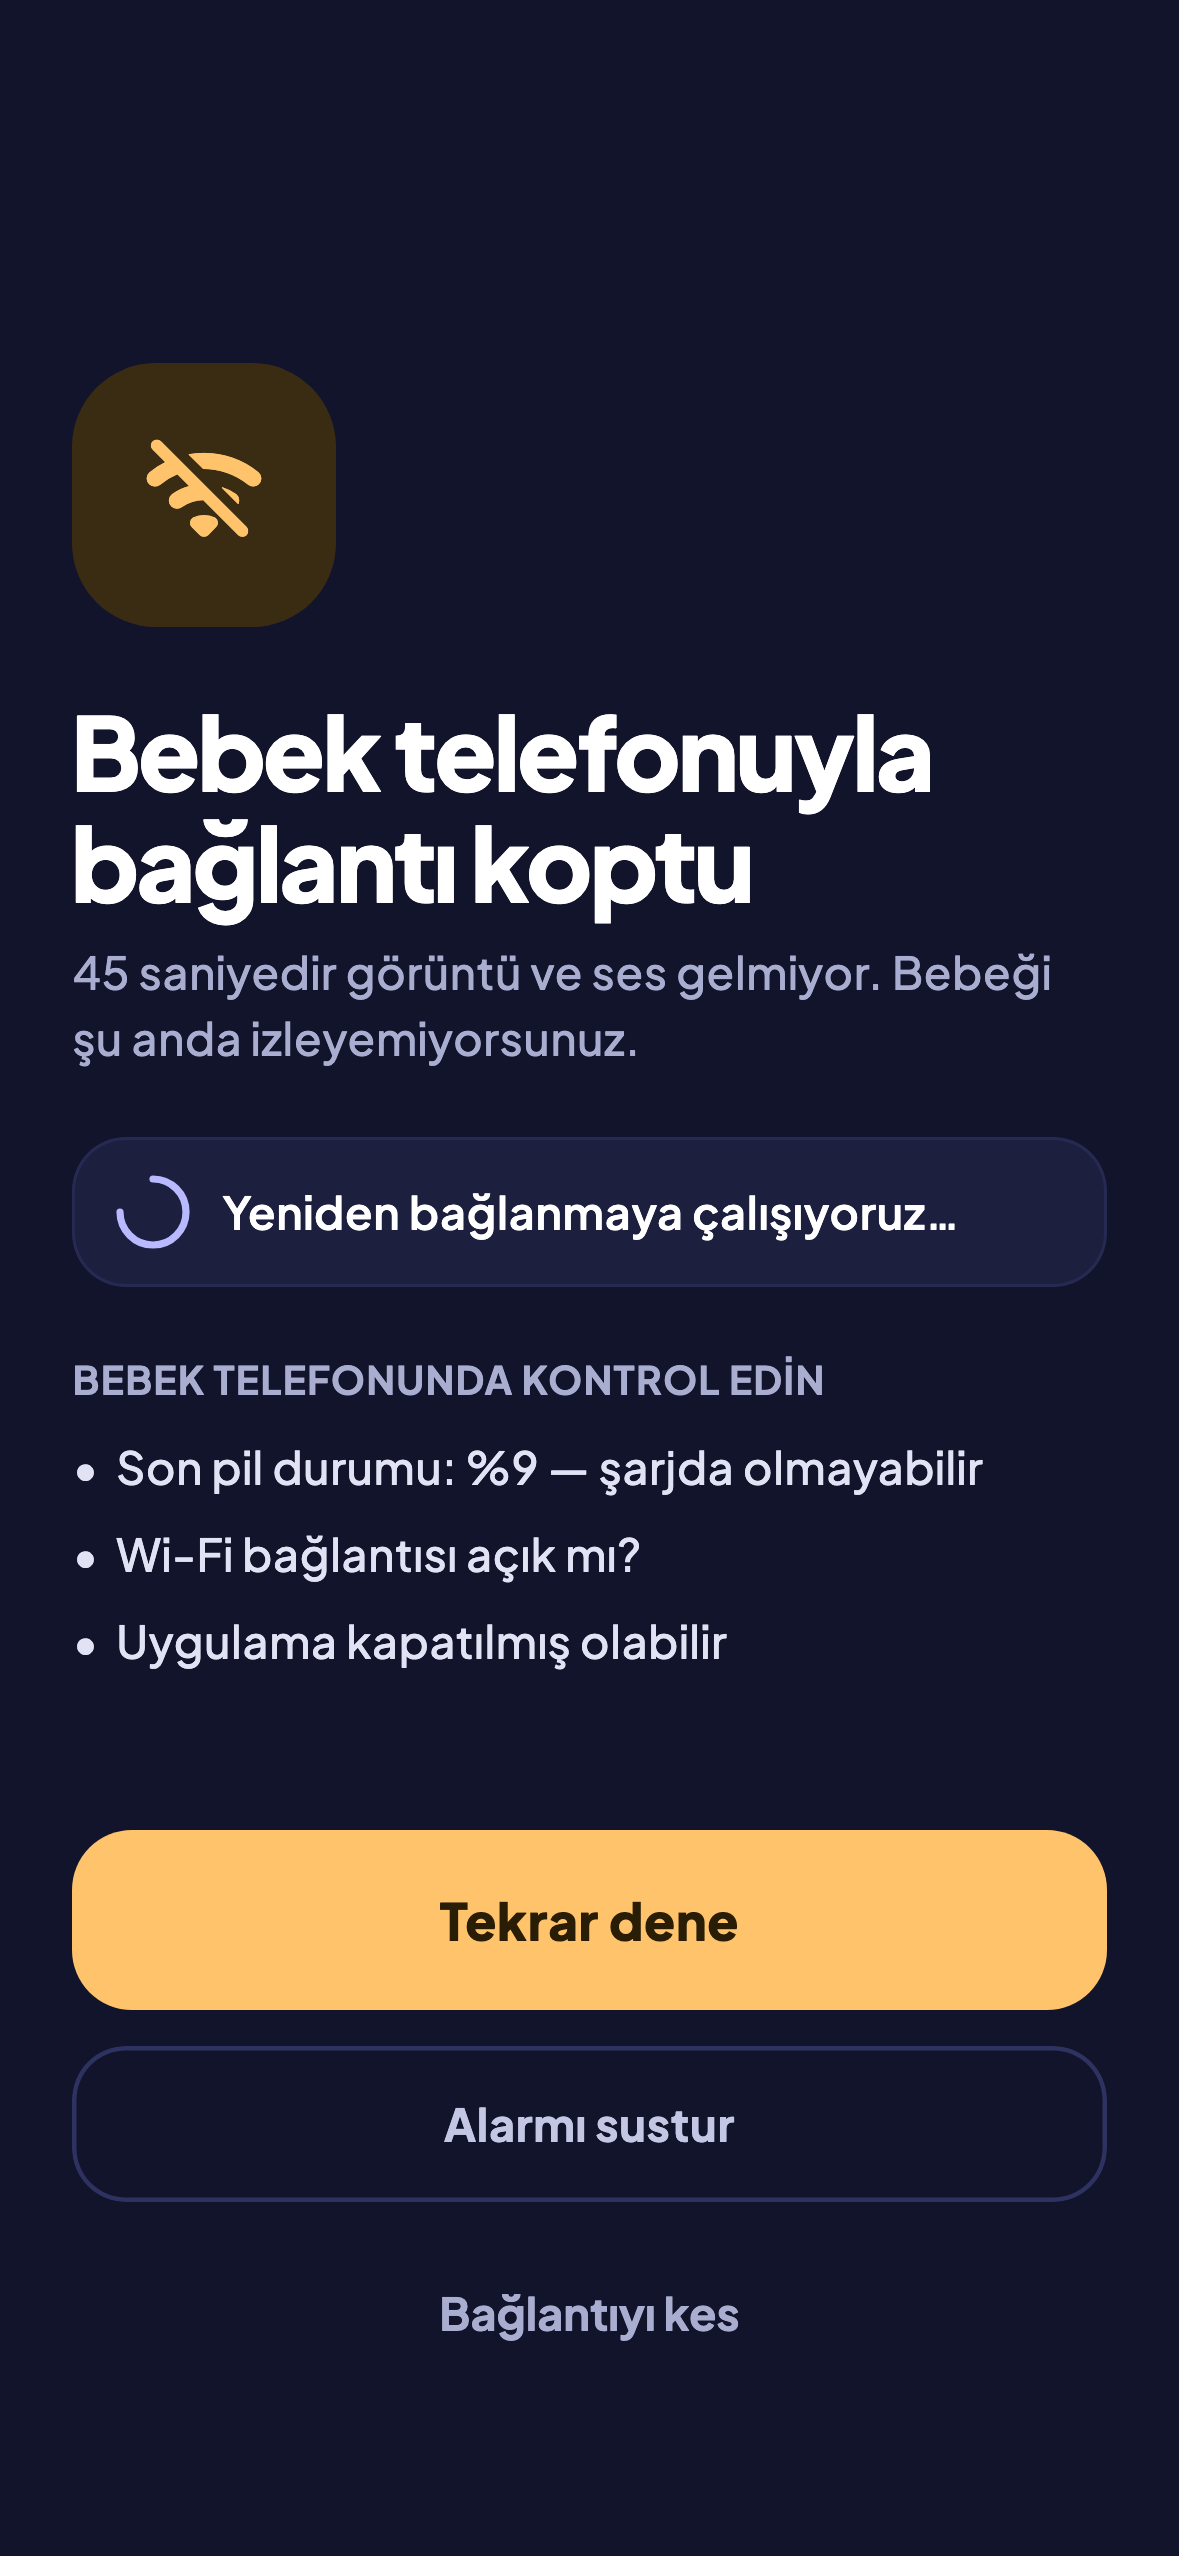 Bebek telefonuyla
bağlantı koptu
45 saniyedir görüntü ve ses gelmiyor. Bebeği
şu anda izleyemiyorsunuz.
Yeniden bağlanmaya çalışıyoruz...
BEBEK TELEFONUNDA KONTROL EDİN
• Son pil durumu: %9 — şarjda olmayabilir
• Wi-Fi bağlantısı açık mı?
• Uygulama kapatılmış olabilir
Tekrar dene
Alarmı sustur
Bağlantıyı kes